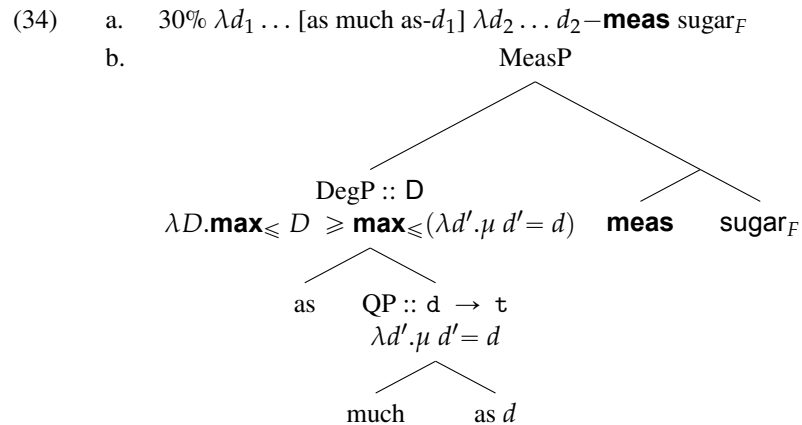 (34) a. 30% λd₁ … [as much as-d₁] λd₂ … d₂−meas sugar_F
b. MeasP
DegP :: D
λD.max⩽ D ⩾ max⩽(λd′.μ d′= d) meas sugar_F
as QP :: d → t
λd′.μ d′= d
much as d